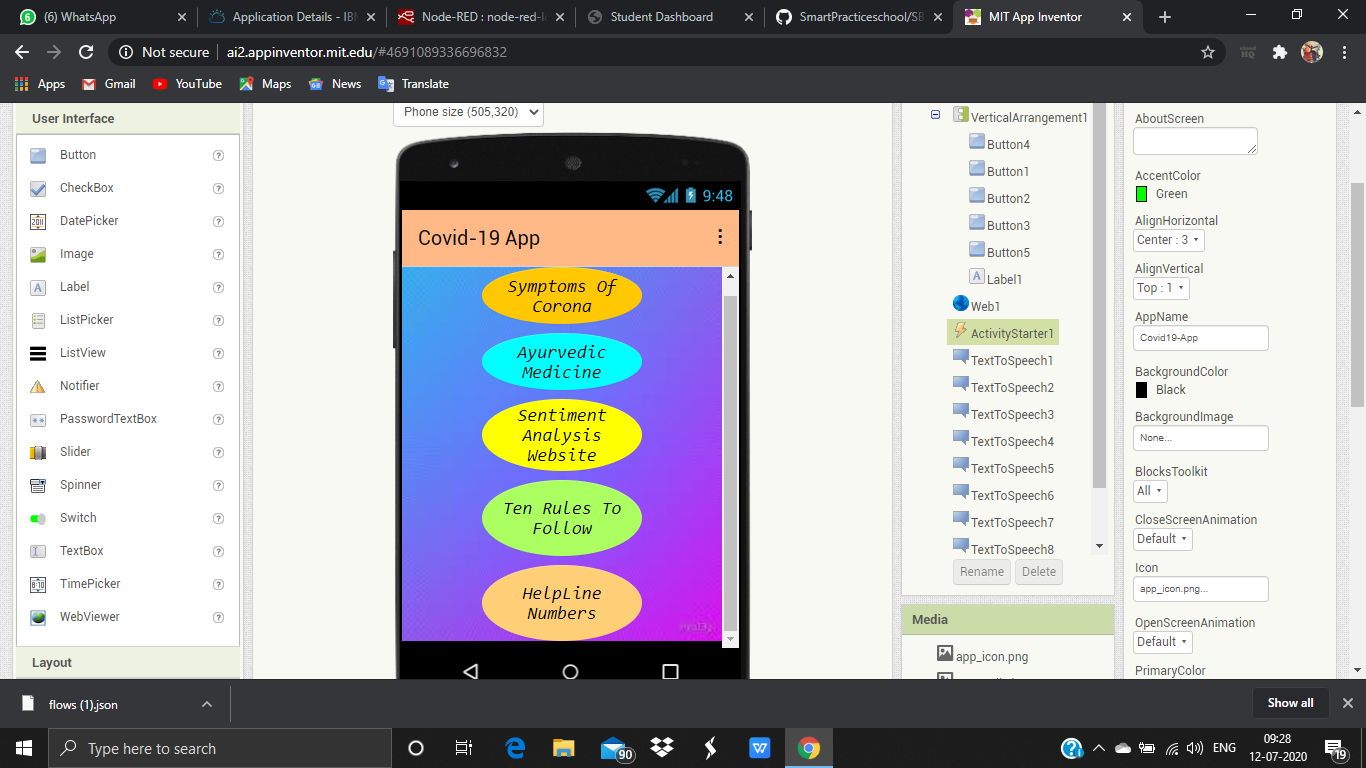 (6) WhatsApp
Application Details - IBM
Node-RED : node-red-l
Student Dashboard
SmartPracticeschool/SB
MIT App Inventor
Not secure
ai2.appinventor.mit.edu/#4691089336696832
Apps
Gmail
YouTube
Maps
News
Translate
User Interface
Button
CheckBox
DatePicker
Image
Label
ListPicker
ListView
Notifier
PasswordTextBox
Slider
Spinner
Switch
TextBox
TimePicker
WebViewer
Layout
Phone size (505,320)
9:48
Covid-19 App
Symptoms Of
Corona
Ayurvedic
Medicine
Sentiment
Analysis
Website
Ten Rules To
Follow
HelpLine
Numbers
VerticalArrangement1
Button4
Button1
Button2
Button3
Button5
Label1
Web1
ActivityStarter1
TextToSpeech1
TextToSpeech2
TextToSpeech3
TextToSpeech4
TextToSpeech5
TextToSpeech6
TextToSpeech7
TextToSpeech8
Rename
Delete
Media
app_icon.png
AboutScreen
AccentColor
Green
AlignHorizontal
Center : 3
AlignVertical
Top : 1
AppName
Covid19-App
BackgroundColor
Black
BackgroundImage
None...
BlocksToolkit
All
CloseScreenAnimation
Default
Icon
app_icon.png...
OpenScreenAnimation
Default
PrimaryColor
flows (1).json
Show all
Type here to search
90
ENG
09:28
12-07-2020
19